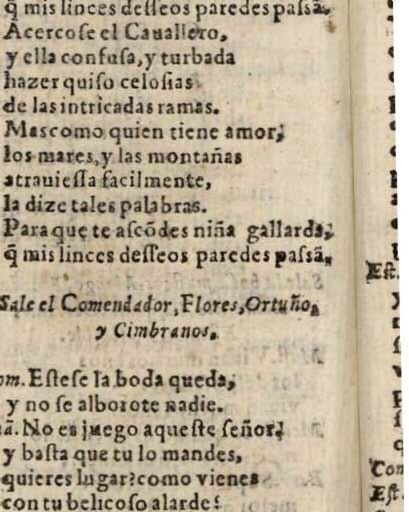 q̃ mis linces deſſeos paredes paſſã.
Acercoſe el Cauallero,
y ella confuſa, y turbada
hazer quiſo celoſias
de las intricadas ramas.
Mas como quien tiene amor,
los mares, y las montañas
atrauieſſa facilmente,
la dize tales palabras.
Para que te aſcõdes niña gallarda,
q̃ mis linces deſſeos paredes paſſã.
Sale el Comendador, Flores, Ortuño,
y Cimbranos.
om. Eſteſe la boda queda,
y no ſe alborote nadie.
uã. No es juego aqueſte ſeñor,
y baſta que tu lo mandes,
quieres lugar? como vienes
con tu belicoſo alarde?
Eſt.
Com
Eſt.